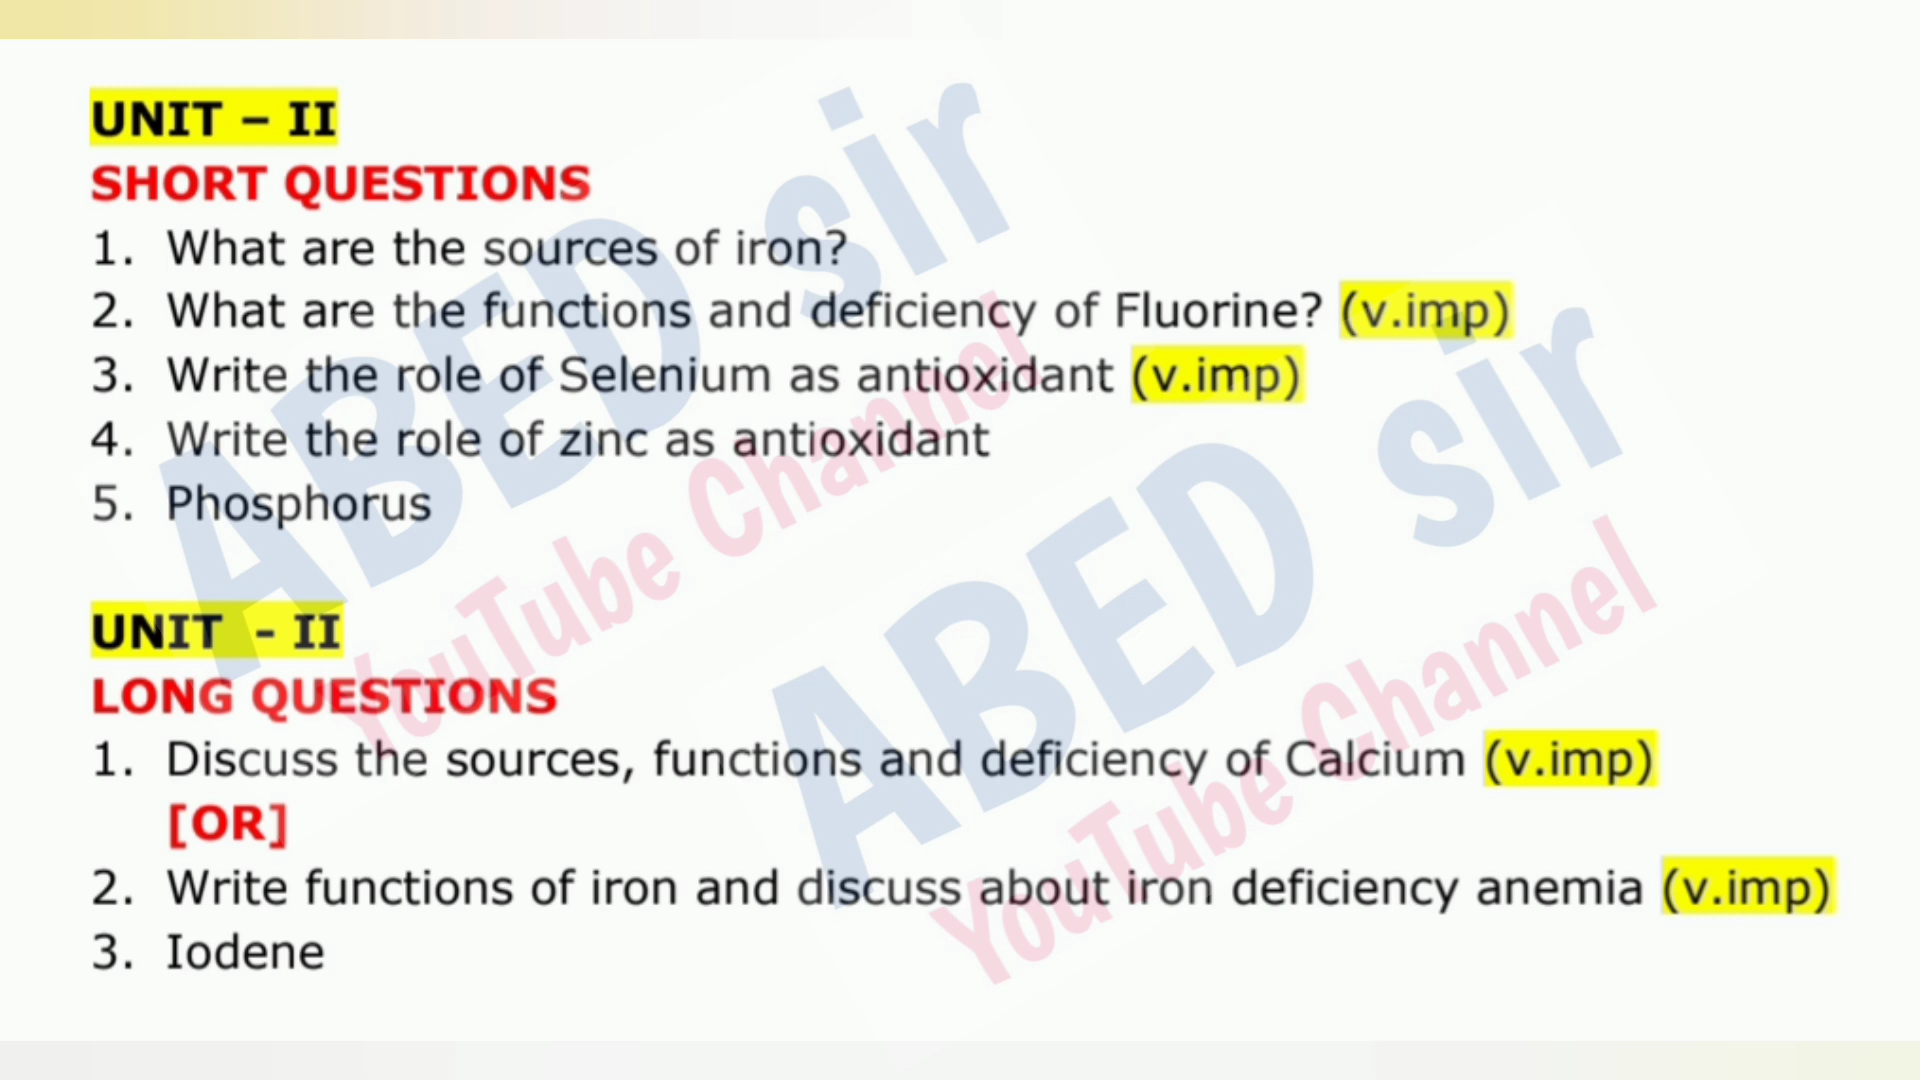 UNIT – II
SHORT QUESTIONS
1. What are the sources of iron?
2. What are the functions and deficiency of Fluorine? (v.imp)
3. Write the role of Selenium as antioxidant (v.imp)
4. Write the role of zinc as antioxidant
5. Phosphorus
UNIT - II
LONG QUESTIONS
1. Discuss the sources, functions and deficiency of Calcium (v.imp)
[OR]
2. Write functions of iron and discuss about iron deficiency anemia (v.imp)
3. Iodene
ABED sir
YouTube Channel
ABED sir
YouTube Channel